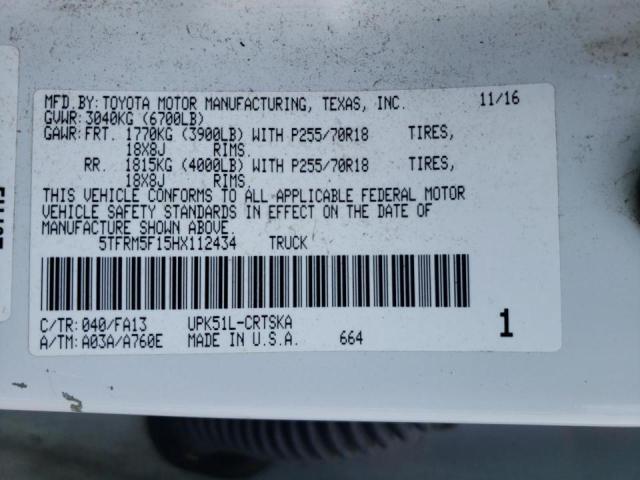 MFD.BY:TOYOTA MOTOR MANUFACTURING, TEXAS, INC. 11/16
GVWR:3040KG (6700LB)
GAWR:FRT. 1770KG (3900LB) WITH P255/70R18 TIRES,
18X8J RIMS,
RR. 1815KG (4000LB) WITH P255/70R18 TIRES,
18X8J RIMS,
THIS VEHICLE CONFORMS TO ALL APPLICABLE FEDERAL MOTOR
VEHICLE SAFETY STANDARDS IN EFFECT ON THE DATE OF
MANUFACTURE SHOWN ABOVE.
5TFRM5F15HX112434 TRUCK
C/TR:040/FA13 UPK51L-CRTSKA
A/TM:A03A/A760E MADE IN U.S.A. 664
1